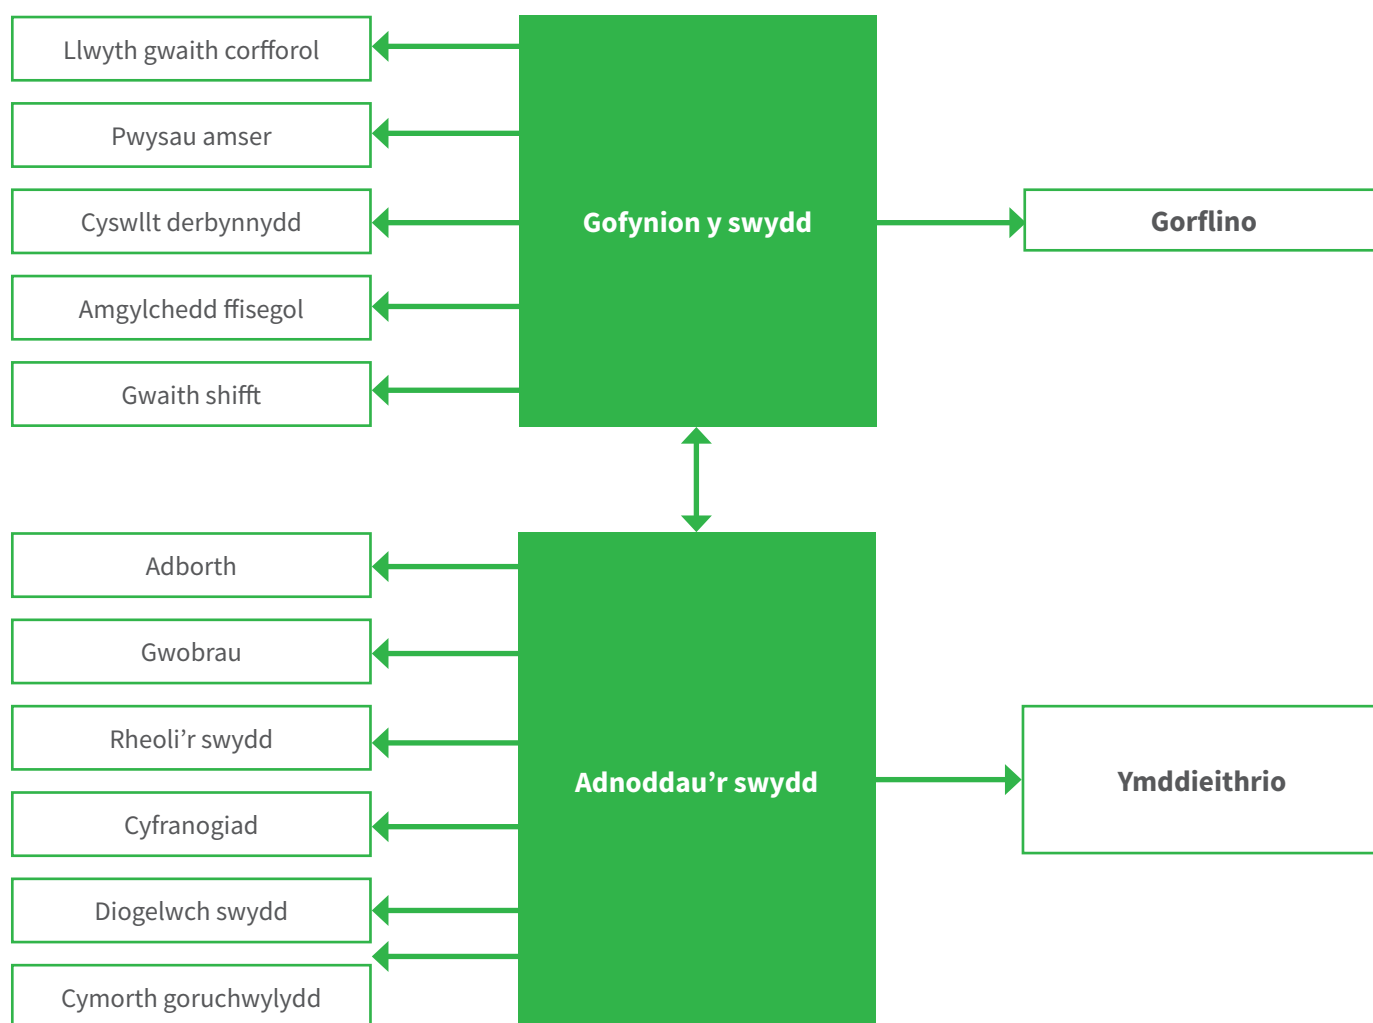 Llwyth gwaith corfforol
Pwysau amser
Cyswllt derbynnydd
Amgylchedd ffisegol
Gwaith shifft
Gofynion y swydd
Gorflino
Adborth
Gwobrau
Rheoli’r swydd
Cyfranogiad
Diogelwch swydd
Cymorth goruchwylydd
Adnoddau’r swydd
Ymddieithrio